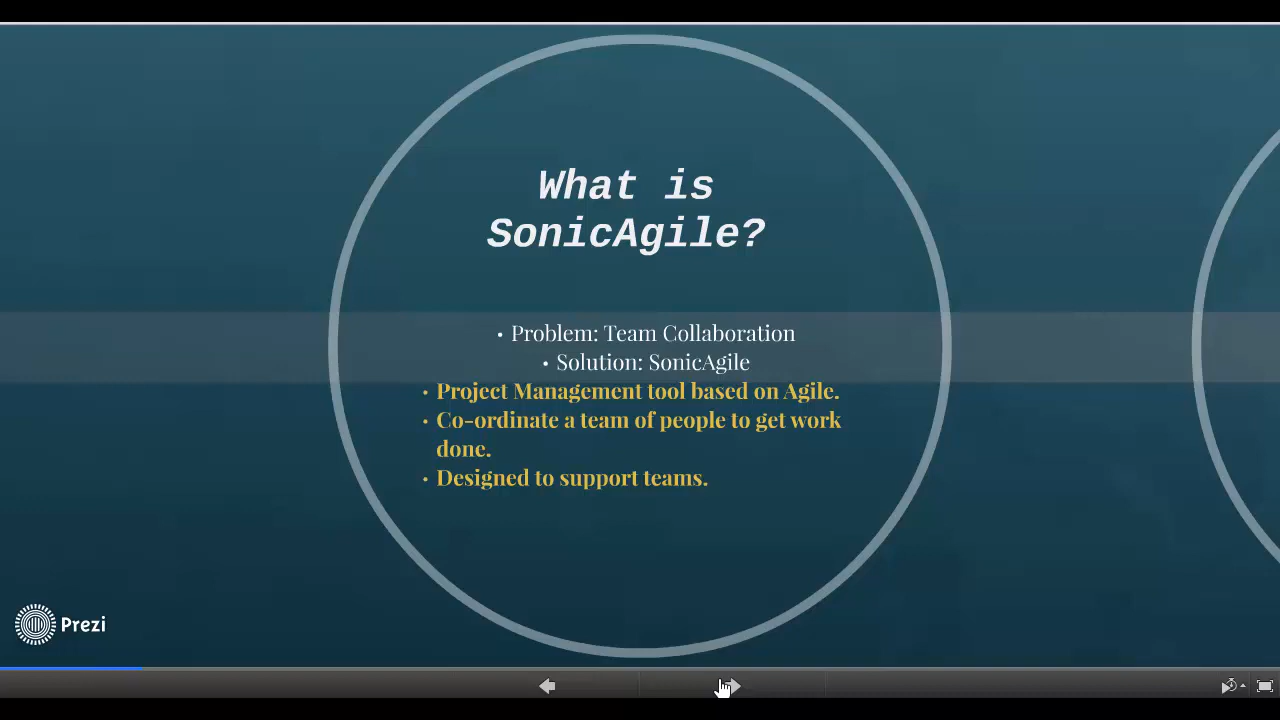 What is
SonicAgile?
• Problem: Team Collaboration
• Solution: SonicAgile
• Project Management tool based on Agile.
• Co-ordinate a team of people to get work
done.
• Designed to support teams.
Prezi